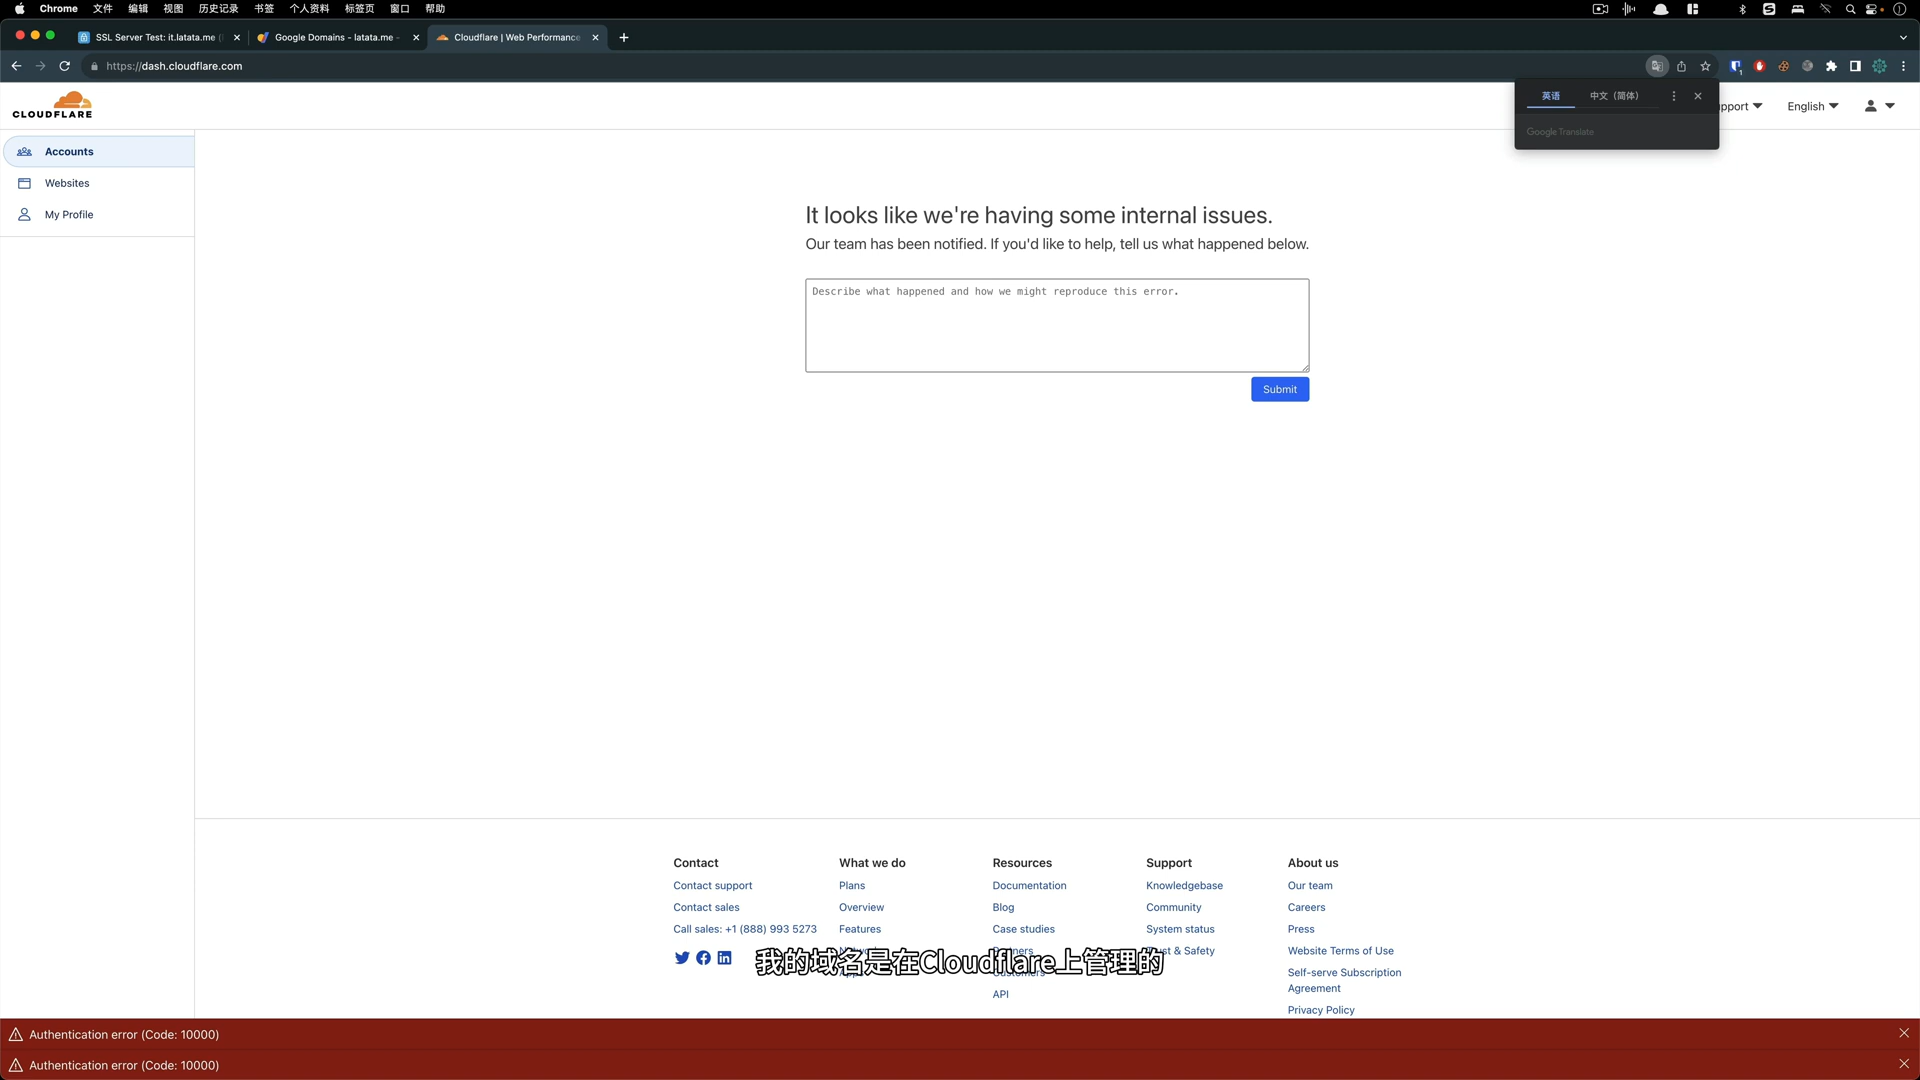 Chrome 文件 编辑 视图 历史记录 书签 个人资料 标签页 窗口 帮助
SSL Server Test: it.latata.me
Google Domains - latata.me -
Cloudflare | Web Performance
https://dash.cloudflare.com
英语 中文（简体）
Google Translate
CLOUDFLARE
pport
English
Accounts
Websites
My Profile
It looks like we're having some internal issues.
Our team has been notified. If you'd like to help, tell us what happened below.
Describe what happened and how we might reproduce this error.
Submit
Contact
Contact support
Contact sales
Call sales: +1 (888) 993 5273
What we do
Plans
Overview
Features
Resources
Documentation
Blog
Case studies
API
Support
Knowledgebase
Community
System status
& Safety
About us
Our team
Careers
Press
Website Terms of Use
Self-serve Subscription
Agreement
Privacy Policy
我的域名是在Cloudflare上管理的
Authentication error (Code: 10000)
Authentication error (Code: 10000)